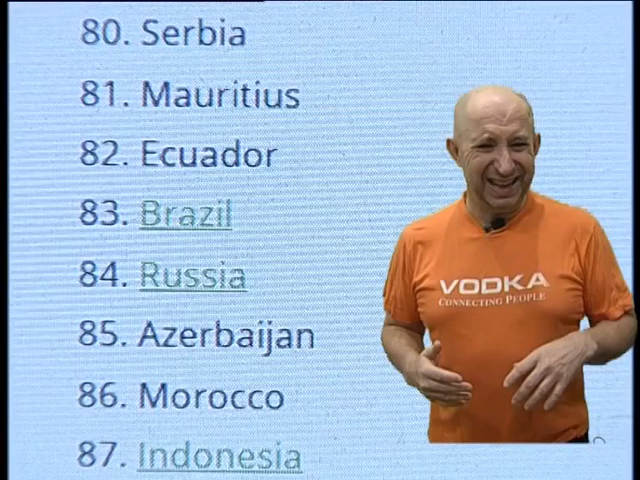 80. Serbia
81. Mauritius
82. Ecuador
83. Brazil
84. Russia
85. Azerbaijan
86. Morocco
87. Indonesia
VODKA
CONNECTING PEOPLE